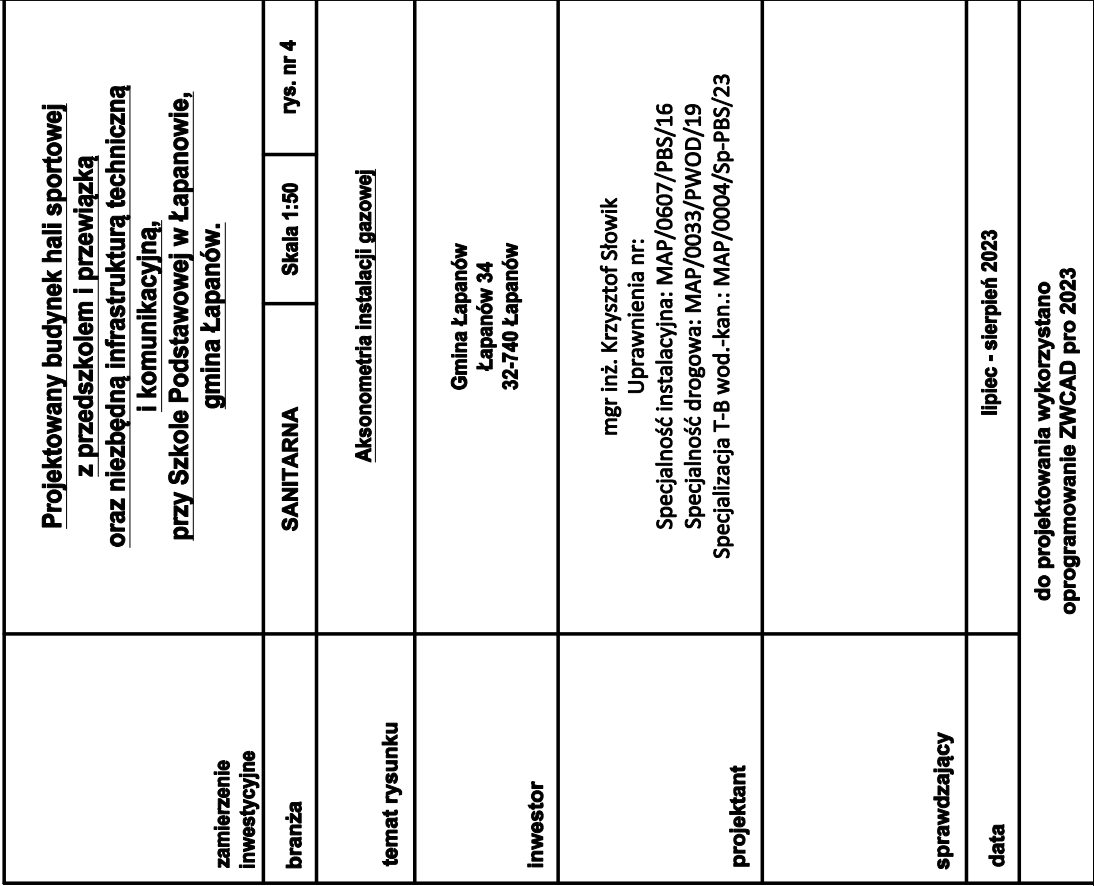 zamierzenie
inwestycyjne
Projektowany budynek hali sportowej
z przedszkolem i przewiązką
oraz niezbędną infrastrukturą techniczną
i komunikacyjną,
przy Szkole Podstawowej w Łapanowie,
gmina Łapanów.
branża
SANITARNA
Skala 1:50
rys. nr 4
temat rysunku
Aksonometria instalacji gazowej
inwestor
Gmina Łapanów
Łapanów 34
32-740 Łapanów
projektant
mgr inż. Krzysztof Słowik
Uprawnienia nr:
Specjalność instalacyjna: MAP/0607/PBS/16
Specjalność drogowa: MAP/0033/PWOD/19
Specjalizacja T-B wod.-kan.: MAP/0004/Sp-PBS/23
sprawdzający
data
lipiec - sierpień 2023
do projektowania wykorzystano
oprogramowanie ZWCAD pro 2023